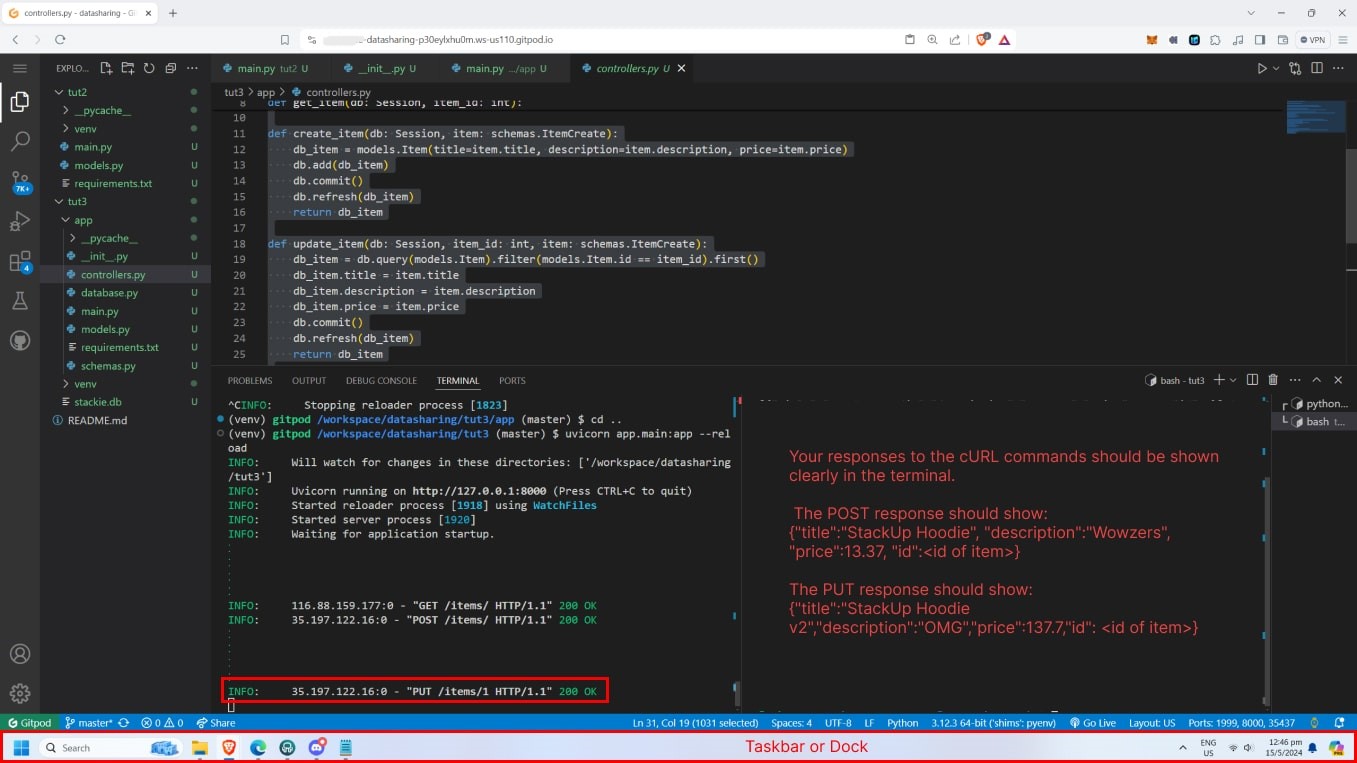 controllers.py - datasharing - Gi
-datasharing-p30eylxhu0m.ws-us110.gitpod.io
VPN
EXPLO...
main.py tut2 U
__init__.py U
main.py .../app U
controllers.py U
tut3 > app > controllers.py
tut2
__pycache__
venv
main.py U
models.py U
requirements.txt U
tut3
app
__pycache__
__init__.py U
controllers.py U
database.py U
main.py U
models.py U
requirements.txt U
schemas.py U
venv
stackie.db U
README.md
7K+
4
8 def get_item(db: Session, item_id: int):
10
11 def create_item(db: Session, item: schemas.ItemCreate):
12 db_item = models.Item(title=item.title, description=item.description, price=item.price)
13 db.add(db_item)
14 db.commit()
15 db.refresh(db_item)
16 return db_item
17
18 def update_item(db: Session, item_id: int, item: schemas.ItemCreate):
19 db_item = db.query(models.Item).filter(models.Item.id == item_id).first()
20 db_item.title = item.title
21 db_item.description = item.description
22 db_item.price = item.price
23 db.commit()
24 db.refresh(db_item)
25 return db_item
PROBLEMS OUTPUT DEBUG CONSOLE TERMINAL PORTS
bash - tut3
^CINFO: Stopping reloader process [1823]
(venv) gitpod /workspace/datasharing/tut3/app (master) $ cd ..
(venv) gitpod /workspace/datasharing/tut3 (master) $ uvicorn app.main:app --rel
oad
INFO: Will watch for changes in these directories: ['/workspace/datasharing
/tut3']
INFO: Uvicorn running on http://127.0.0.1:8000 (Press CTRL+C to quit)
INFO: Started reloader process [1918] using WatchFiles
INFO: Started server process [1920]
INFO: Waiting for application startup.
INFO: 116.88.159.177:0 - "GET /items/ HTTP/1.1" 200 OK
INFO: 35.197.122.16:0 - "POST /items/ HTTP/1.1" 200 OK
INFO: 35.197.122.16:0 - "PUT /items/1 HTTP/1.1" 200 OK
Your responses to the cURL commands should be shown
clearly in the terminal.
The POST response should show:
{"title":"StackUp Hoodie", "description":"Wowzers",
"price":13.37, "id":<id of item>}
The PUT response should show:
{"title":"StackUp Hoodie
v2","description":"OMG","price":137.7,"id": <id of item>}
python...
bash t...
Gitpod master* 0 0 Share
Ln 31, Col 19 (1031 selected) Spaces: 4 UTF-8 LF Python 3.12.3 64-bit ('shims': pyenv) Go Live Layout: US Ports: 1999, 8000, 35437
Search
Taskbar or Dock
ENG
US
12:46 pm
15/5/2024